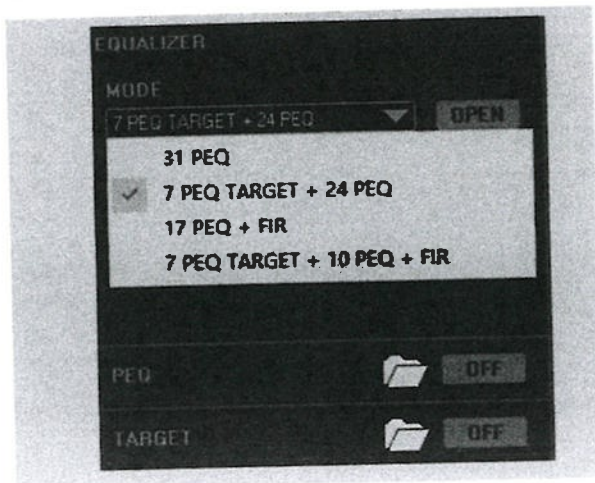 EQUALIZER
MODE
7 PEQ TARGET + 24 PEQ OPEN
31 PEQ
7 PEQ TARGET + 24 PEQ
17 PEQ + FIR
7 PEQ TARGET + 10 PEQ + FIR
PEQ OFF
TARGET OFF